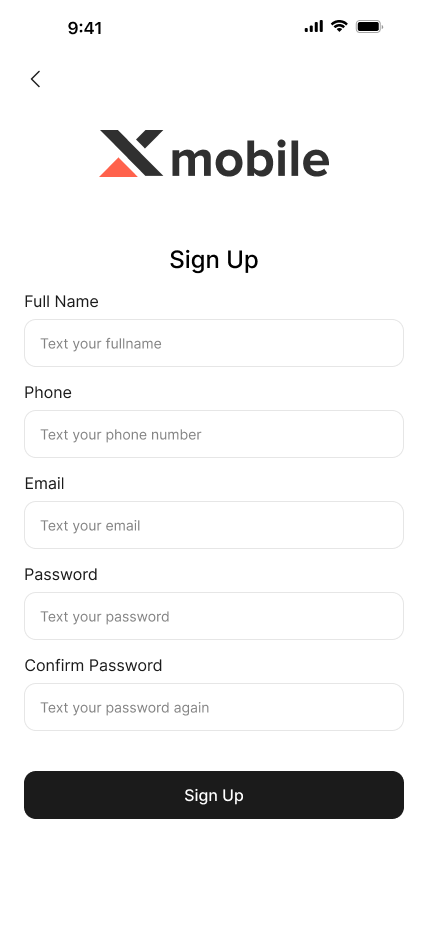 9:41
X mobile
Sign Up
Full Name
Text your fullname
Phone
Text your phone number
Email
Text your email
Password
Text your password
Confirm Password
Text your password again
Sign Up